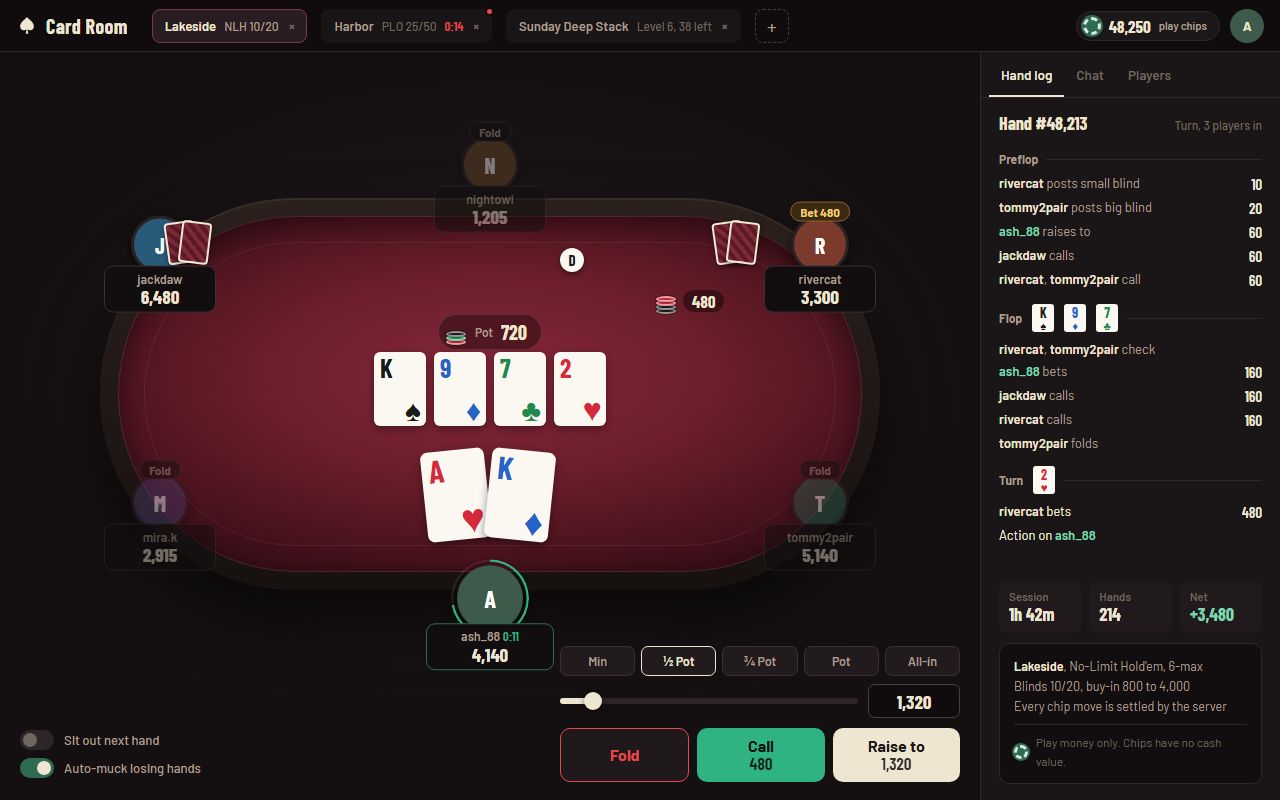 Card Room
Lakeside NLH 10/20 ×
Harbor PLO 25/50 0:14 ×
Sunday Deep Stack Level 6, 38 left ×
+
48,250 play chips
A
Fold
N
nightowl
1,205
J
jackdaw
6,480
Bet 480
R
rivercat
3,300
D
480
Pot 720
K♠
9♦
7♣
2♥
A♥
K♦
Fold
M
mira.k
2,915
Fold
T
tommy2pair
5,140
A
ash_88 0:11
4,140
Min
½ Pot
¾ Pot
Pot
All-in
1,320
Sit out next hand
Auto-muck losing hands
Fold
Call
480
Raise to
1,320
Hand log
Chat
Players
Hand #48,213
Turn, 3 players in
Preflop
rivercat posts small blind 10
tommy2pair posts big blind 20
ash_88 raises to 60
jackdaw calls 60
rivercat, tommy2pair call 60
Flop K♠ 9♦ 7♣
rivercat, tommy2pair check
ash_88 bets 160
jackdaw calls 160
rivercat calls 160
tommy2pair folds
Turn 2♥
rivercat bets 480
Action on ash_88
Session
1h 42m
Hands
214
Net
+3,480
Lakeside, No-Limit Hold'em, 6-max
Blinds 10/20, buy-in 800 to 4,000
Every chip move is settled by the server
Play money only. Chips have no cash
value.